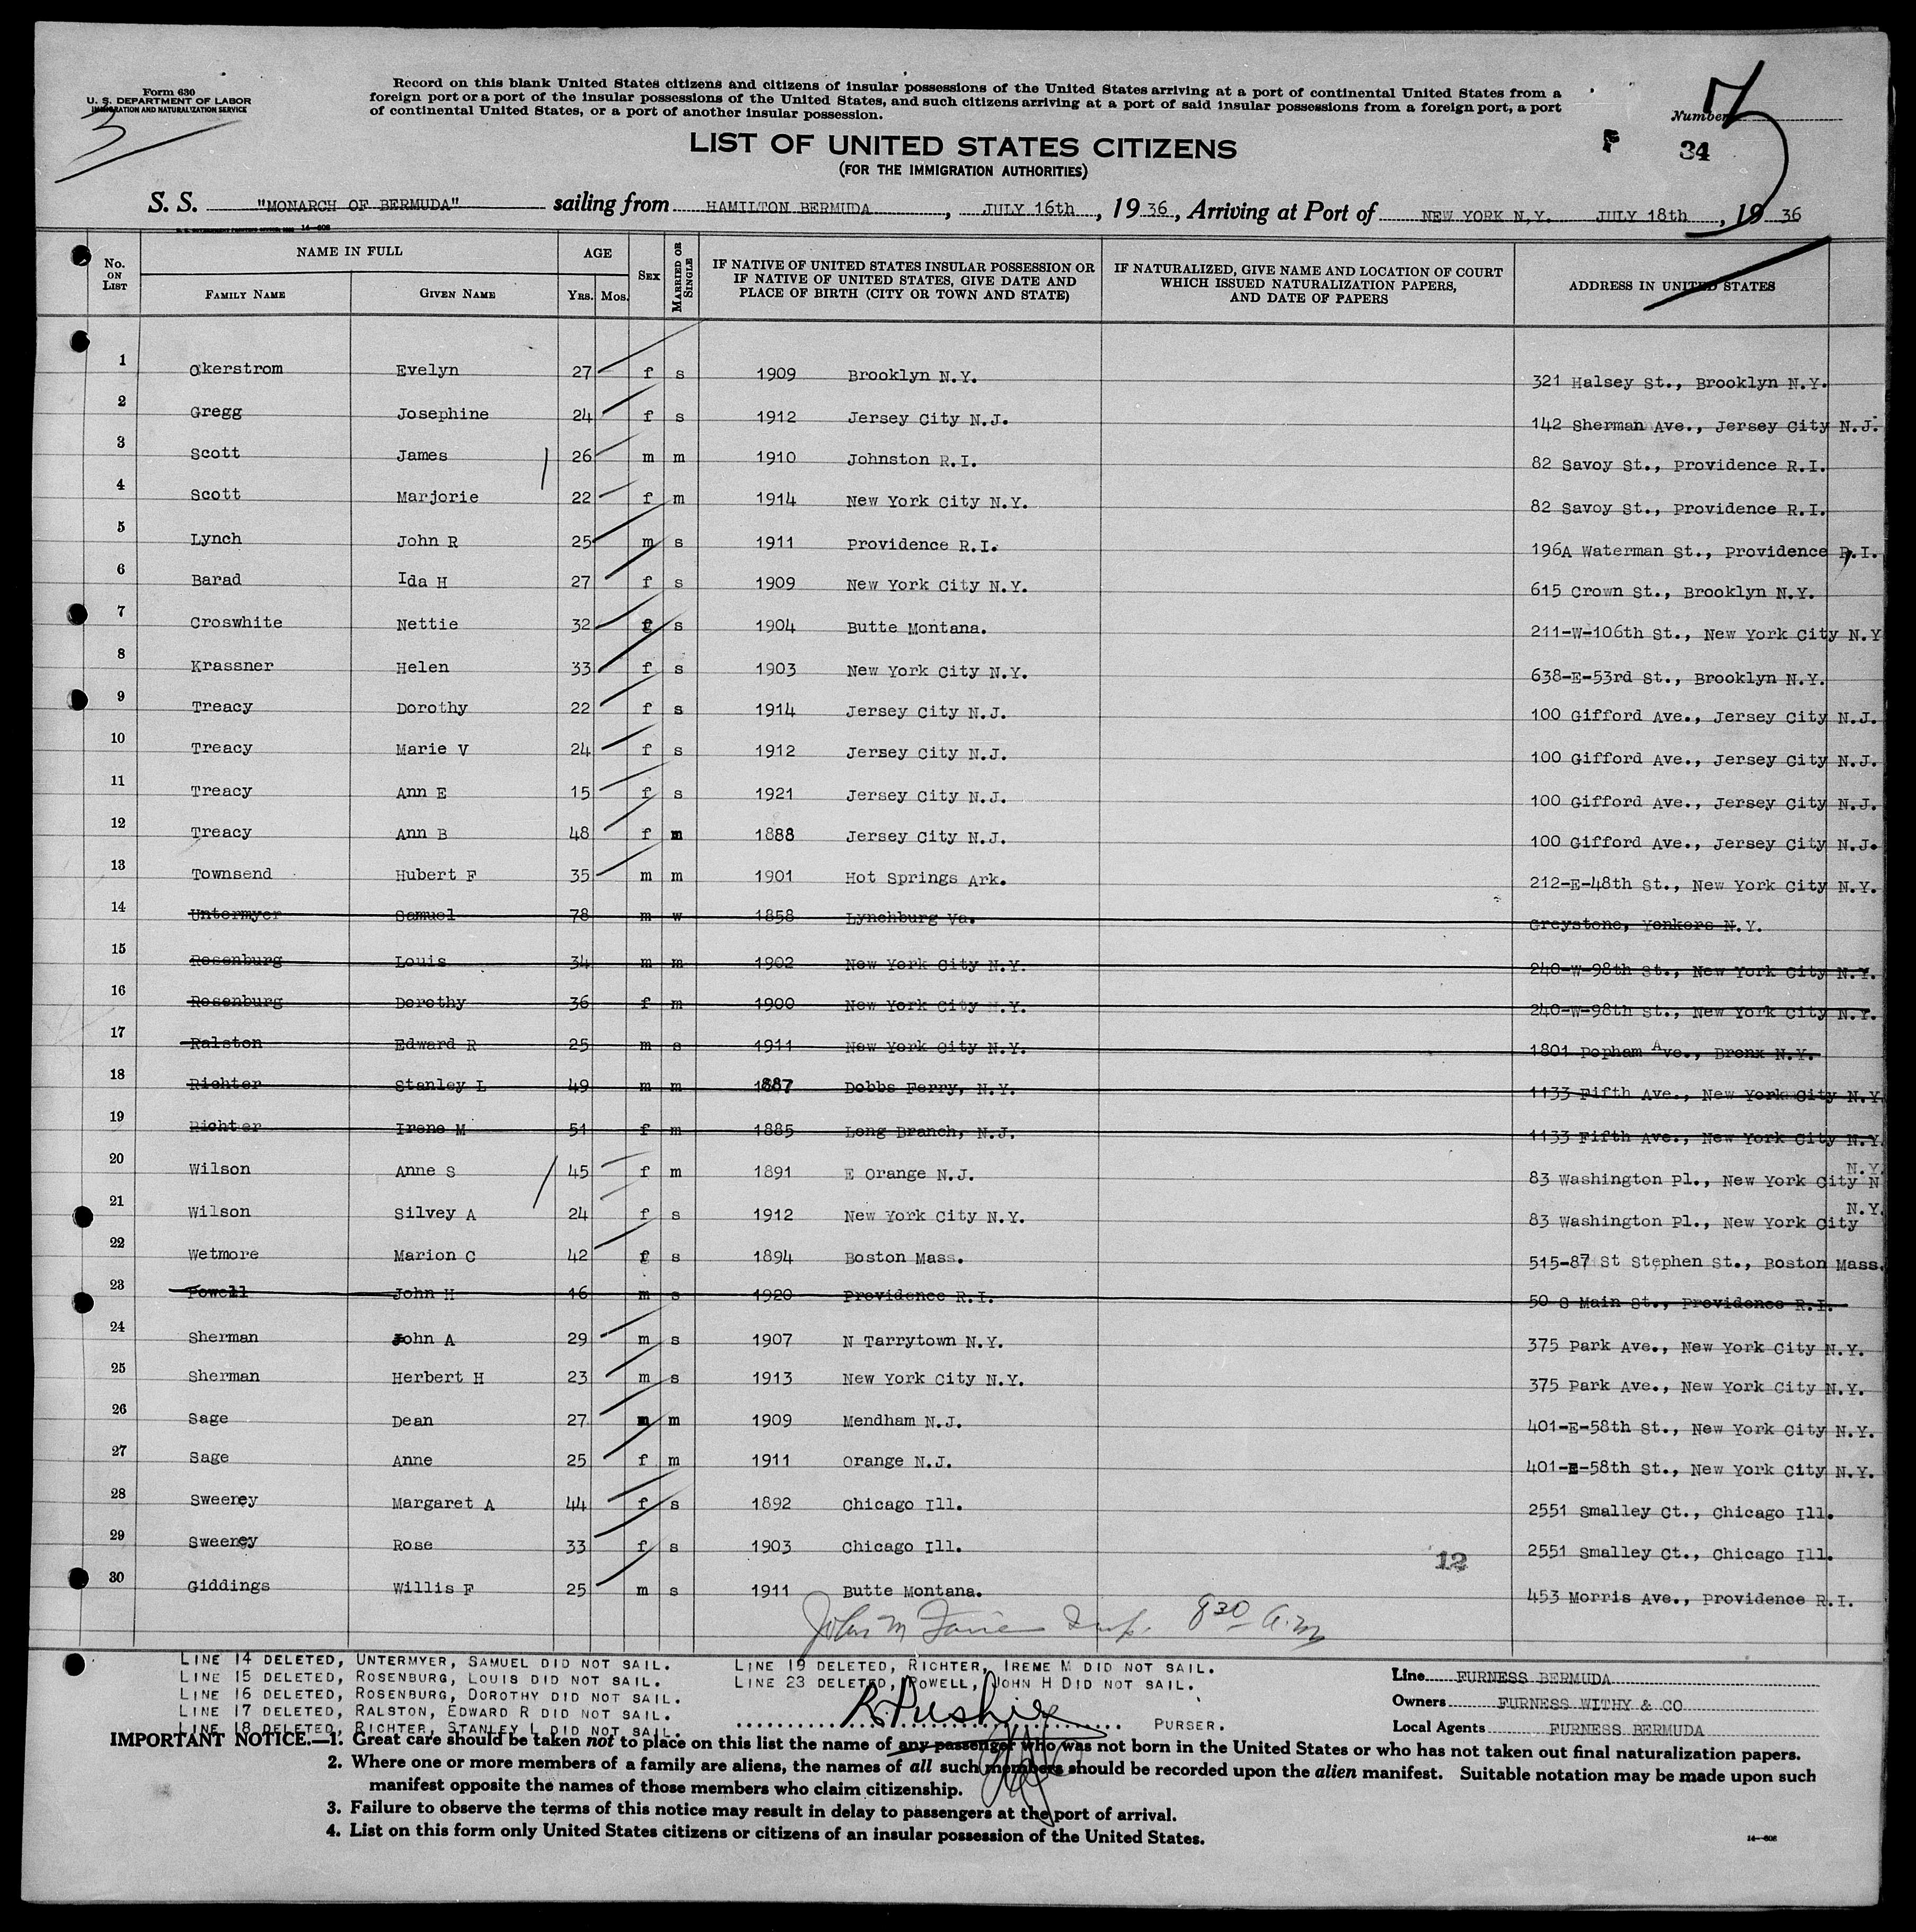 Form 630
U. S. DEPARTMENT OF LABOR
IMMIGRATION AND NATURALIZATION SERVICE
3
Record on this blank United States citizens and citizens of insular possessions of the United States arriving at a port of continental United States from a
foreign port or a port of the insular possessions of the United States, and such citizens arriving at a port of said insular possessions from a foreign port, a port
of continental United States, or a port of another insular possession.
Number
LIST OF UNITED STATES CITIZENS
34
(FOR THE IMMIGRATION AUTHORITIES)
S. S. "MONARCH OF BERMUDA" sailing from HAMILTON BERMUDA, JULY 16th, 1936, Arriving at Port of NEW YORK N.Y. JULY 18th, 1936
14—608
No. ON LIST
NAME IN FULL
FAMILY NAME GIVEN NAME
AGE
YRS. MOS.
SEX
MARRIED OR SINGLE
IF NATIVE OF UNITED STATES INSULAR POSSESSION OR
IF NATIVE OF UNITED STATES, GIVE DATE AND
PLACE OF BIRTH (CITY OR TOWN AND STATE)
IF NATURALIZED, GIVE NAME AND LOCATION OF COURT
WHICH ISSUED NATURALIZATION PAPERS,
AND DATE OF PAPERS
ADDRESS IN UNITED STATES
1 Okerstrom Evelyn 27 f s 1909 Brooklyn N.Y. 321 Halsey St., Brooklyn N.Y.
2 Gregg Josephine 24 f s 1912 Jersey City N.J. 142 Sherman Ave., Jersey City N.J.
3 Scott James 26 m m 1910 Johnston R.I. 82 Savoy St., Providence R.I.
4 Scott Marjorie 22 f m 1914 New York City N.Y. 82 Savoy St., Providence R.I.
5 Lynch John R 25 m s 1911 Providence R.I. 196A Waterman St., Providence R.I.
6 Barad Ida H 27 f s 1909 New York City N.Y. 615 Crown St., Brooklyn N.Y.
7 Croswhite Nettie 32 f s 1904 Butte Montana. 211-W-106th St., New York City N.Y
8 Krassner Helen 33 f s 1903 New York City N.Y. 638-E-53rd St., Brooklyn N.Y.
9 Treacy Dorothy 22 f s 1914 Jersey City N.J. 100 Gifford Ave., Jersey City N.J.
10 Treacy Marie V 24 f s 1912 Jersey City N.J. 100 Gifford Ave., Jersey City N.J.
11 Treacy Ann E 15 f s 1921 Jersey City N.J. 100 Gifford Ave., Jersey City N.J.
12 Treacy Ann B 48 f m 1888 Jersey City N.J. 100 Gifford Ave., Jersey City N.J.
13 Townsend Hubert F 35 m m 1901 Hot Springs Ark. 212-E-48th St., New York City N.Y.
14 Untermyer Samuel 78 m w 1858 Lynchburg Va. Greystone, Yonkers N.Y.
15 Rosenburg Louis 34 m m 1902 New York City N.Y. 240-W-98th St., New York City N.Y.
16 Rosenburg Dorothy 36 f m 1900 New York City N.Y. 240-W-98th St., New York City N.Y.
17 Ralston Edward R 25 m s 1911 New York City N.Y. 1801 Popham Ave., Bronx N.Y.
18 Richter Stanley L 49 m m 1887 Dobbs Ferry, N.Y. 1133 Fifth Ave., New York City N.Y.
19 Richter Irene M 51 f m 1885 Long Branch, N.J. 1133 Fifth Ave., New York City N.Y.
20 Wilson Anne S 45 f m 1891 E Orange N.J. 83 Washington Pl., New York City N.Y.
21 Wilson Silvey A 24 f s 1912 New York City N.Y. 83 Washington Pl., New York City N.Y.
22 Wetmore Marion C 42 f s 1894 Boston Mass. 515-87 St Stephen St., Boston Mass.
23 Powell John H 16 m s 1920 Providence R.I. 50 S Main St., Providence R.I.
24 Sherman John A 29 m s 1907 N Tarrytown N.Y. 375 Park Ave., New York City N.Y.
25 Sherman Herbert H 23 m s 1913 New York City N.Y. 375 Park Ave., New York City N.Y.
26 Sage Dean 27 m m 1909 Mendham N.J. 401-E-58th St., New York City N.Y.
27 Sage Anne 25 f m 1911 Orange N.J. 401-E-58th St., New York City N.Y.
28 Sweeney Margaret A 44 f s 1892 Chicago Ill. 2551 Smalley Ct., Chicago Ill.
29 Sweeney Rose 33 f s 1903 Chicago Ill. 2551 Smalley Ct., Chicago Ill.
12
30 Giddings Willis F 25 m s 1911 Butte Montana. 453 Morris Ave., Providence R.I.
John M 8 30 a.m
LINE 14 DELETED, UNTERMYER, SAMUEL DID NOT SAIL.
LINE 15 DELETED, ROSENBURG, LOUIS DID NOT SAIL.
LINE 16 DELETED, ROSENBURG, DOROTHY DID NOT SAIL.
LINE 17 DELETED, RALSTON, EDWARD R DID NOT SAIL.
LINE 18 DELETED, RICHTER, STANLEY L DID NOT SAIL.
LINE 19 DELETED, RICHTER, IRENE M DID NOT SAIL.
LINE 23 DELETED, POWELL, JOHN H DID NOT SAIL.
PURSER.
Line FURNESS BERMUDA
Owners FURNESS WITHY & CO
Local Agents FURNESS BERMUDA
IMPORTANT NOTICE.—1. Great care should be taken not to place on this list the name of any passenger who was not born in the United States or who has not taken out final naturalization papers.
2. Where one or more members of a family are aliens, the names of all such members should be recorded upon the alien manifest. Suitable notation may be made upon such
manifest opposite the names of those members who claim citizenship.
3. Failure to observe the terms of this notice may result in delay to passengers at the port of arrival.
4. List on this form only United States citizens or citizens of an insular possession of the United States.
14—608